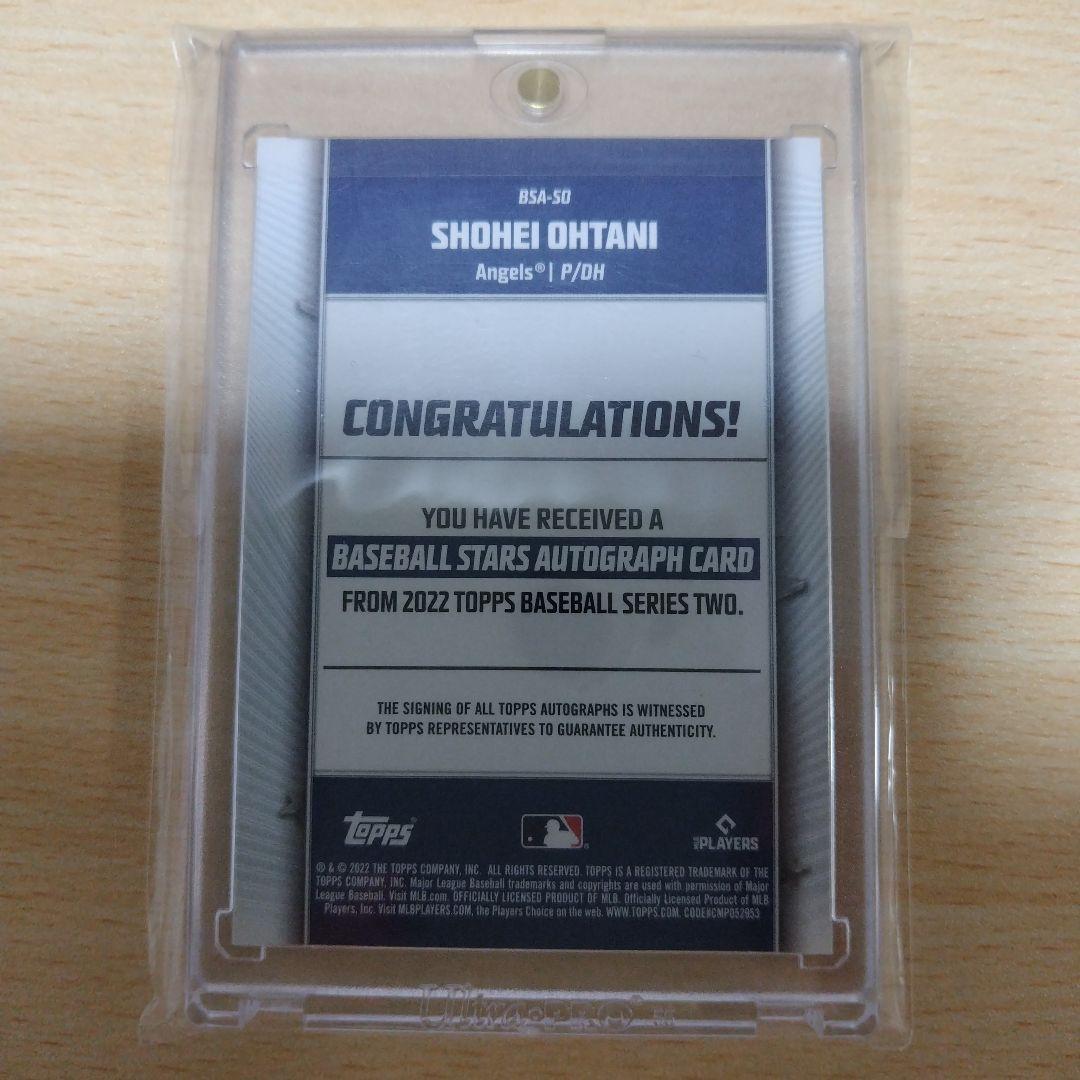 BSA-SO
SHOHEI OHTANI
Angels® | P/DH
CONGRATULATIONS!
YOU HAVE RECEIVED A
BASEBALL STARS AUTOGRAPH CARD
FROM 2022 TOPPS BASEBALL SERIES TWO.
THE SIGNING OF ALL TOPPS AUTOGRAPHS IS WITNESSED
BY TOPPS REPRESENTATIVES TO GUARANTEE AUTHENTICITY.
topps®
MLB PLAYERS
® & © 2022 THE TOPPS COMPANY, INC. ALL RIGHTS RESERVED. TOPPS IS A REGISTERED TRADEMARK OF THE
TOPPS COMPANY, INC. Major League Baseball trademarks and copyrights are used with permission of Major
League Baseball. Visit MLB.com. OFFICIALLY LICENSED PRODUCT OF MLB. Officially Licensed Product of MLB
Players, Inc. Visit MLBPLAYERS.COM, the Players Choice on the web. WWW.TOPPS.COM. CODE#CMP052953
Ultra·PRO®